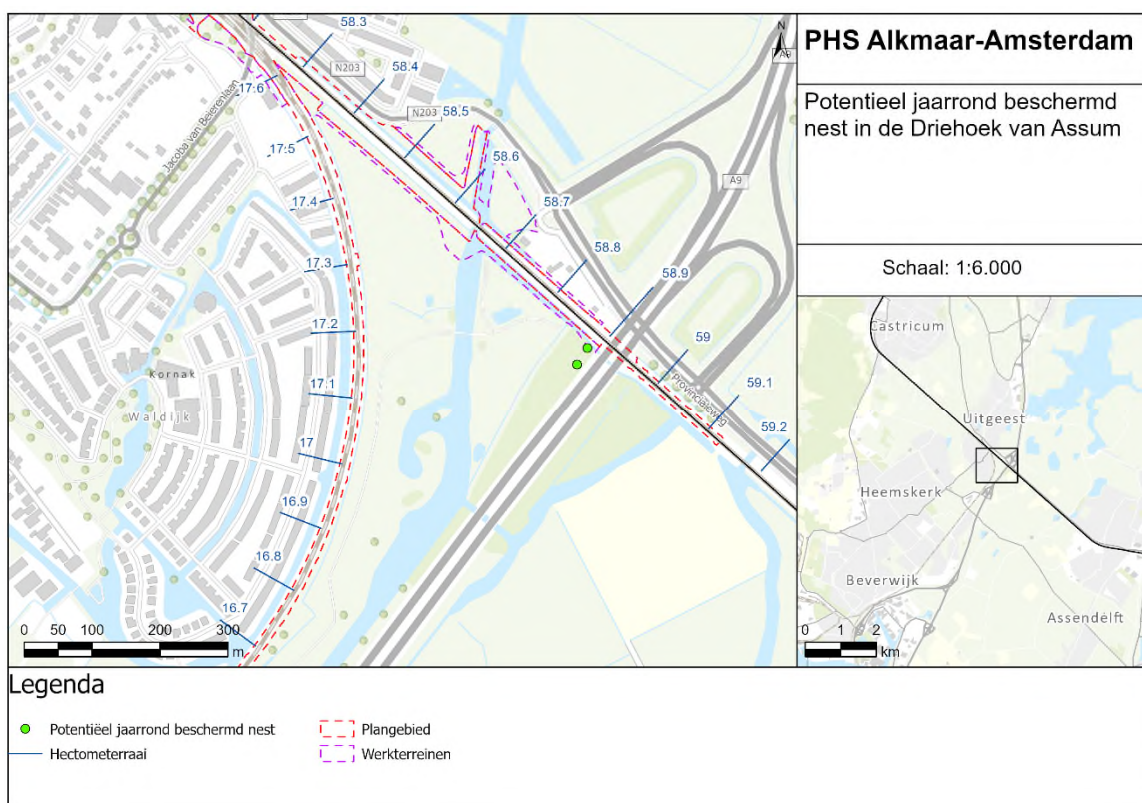 PHS Alkmaar-Amsterdam
Potentieel jaarrond beschermd
nest in de Driehoek van Assum
Schaal: 1:6.000
58.3
N203
58.4
N203
58.5
58.6
58.7
58.8
58.9
59
59.1
59.2
N
A9
A9
Provincialeweg
Jacoba van Beierenlaan
17.6
17.5
17.4
17.3
17.2
17.1
17
16.9
16.8
16.7
Kornak
Waldijk
0 50 100 200 300
m
Castricum
Uitgeest
Heemskerk
Beverwijk
Assendelft
0 1 2
km
Legenda
Potentiëel jaarrond beschermd nest
Hectometerraai
Plangebied
Werkterreinen